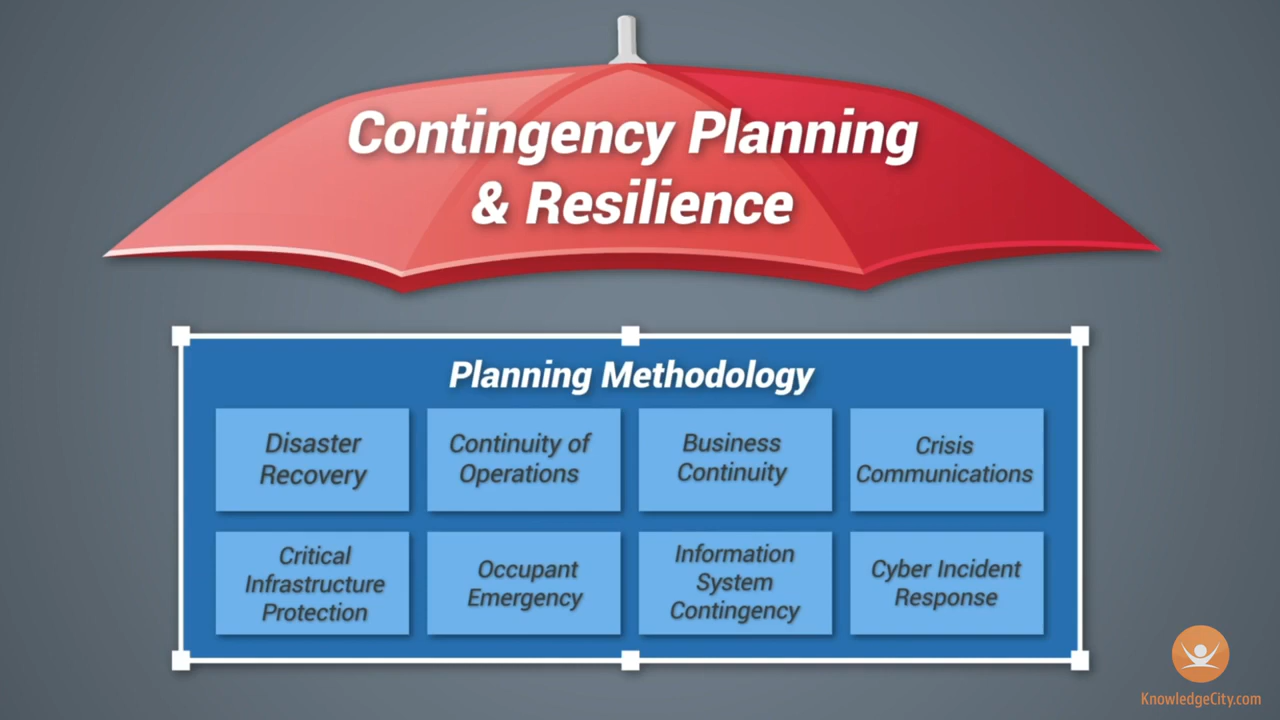 Contingency Planning
& Resilience
Planning Methodology
Disaster
Recovery
Continuity of
Operations
Business
Continuity
Crisis
Communications
Critical
Infrastructure
Protection
Occupant
Emergency
Information
System
Contingency
Cyber Incident
Response
KnowledgeCity.com